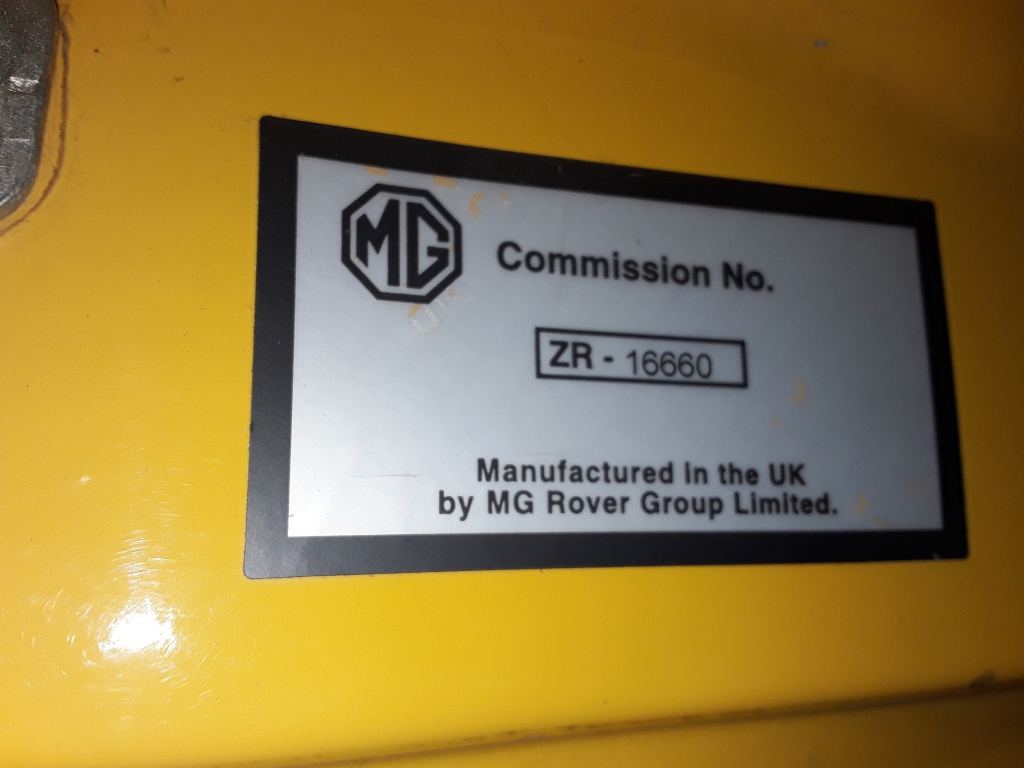 MG
Commission No.
ZR - 16660
Manufactured in the UK
by MG Rover Group Limited.